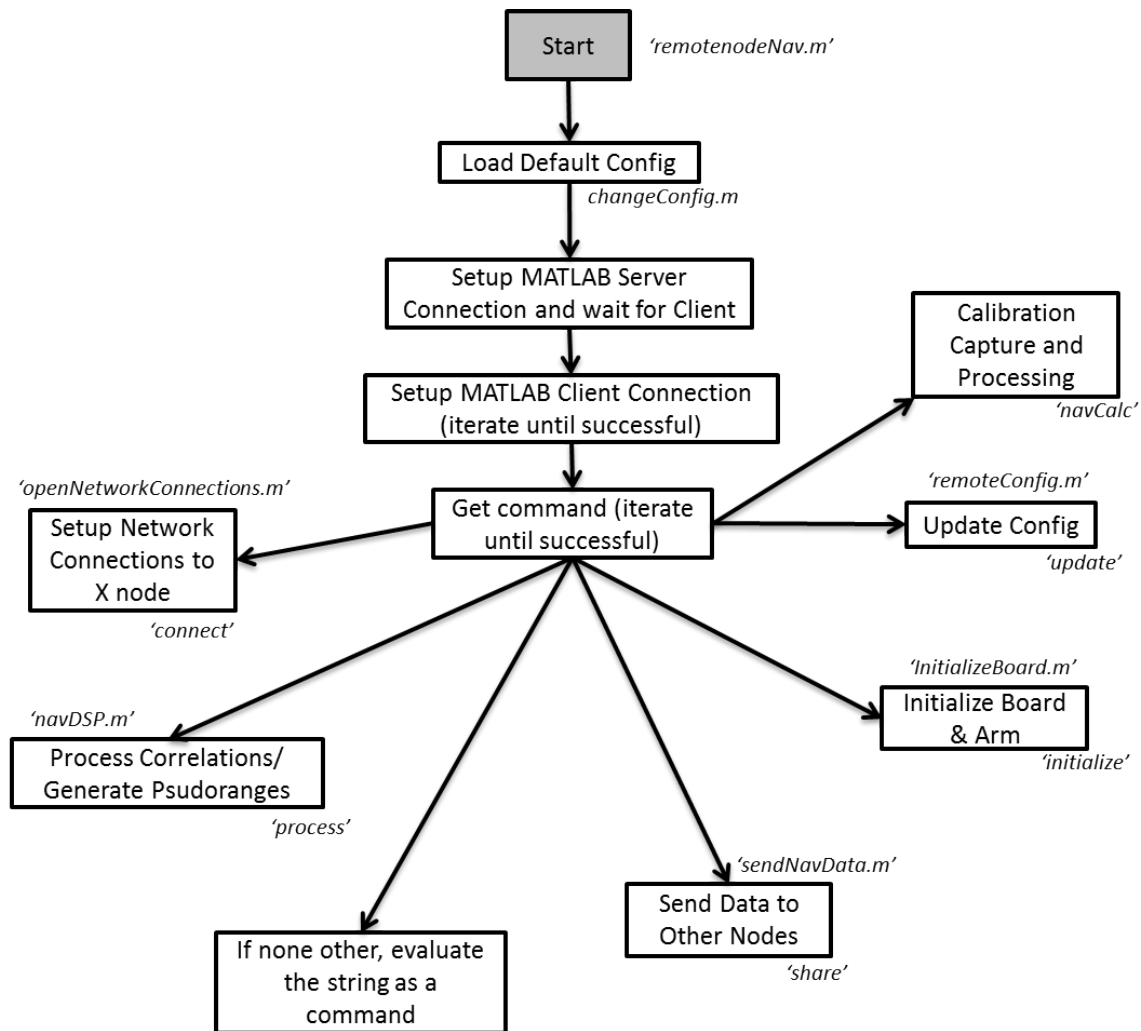 Start
‘remotenodeNav.m’
Load Default Config
changeConfig.m
Setup MATLAB Server
Connection and wait for Client
Setup MATLAB Client Connection
(iterate until successful)
Calibration
Capture and
Processing
‘navCalc’
Get command (iterate
until successful)
‘openNetworkConnections.m’
Setup Network
Connections to
X node
‘connect’
‘remoteConfig.m’
Update Config
‘update’
‘InitializeBoard.m’
Initialize Board
& Arm
‘initialize’
‘navDSP.m’
Process Correlations/
Generate Psudoranges
‘process’
‘sendNavData.m’
Send Data to
Other Nodes
‘share’
If none other, evaluate
the string as a
command